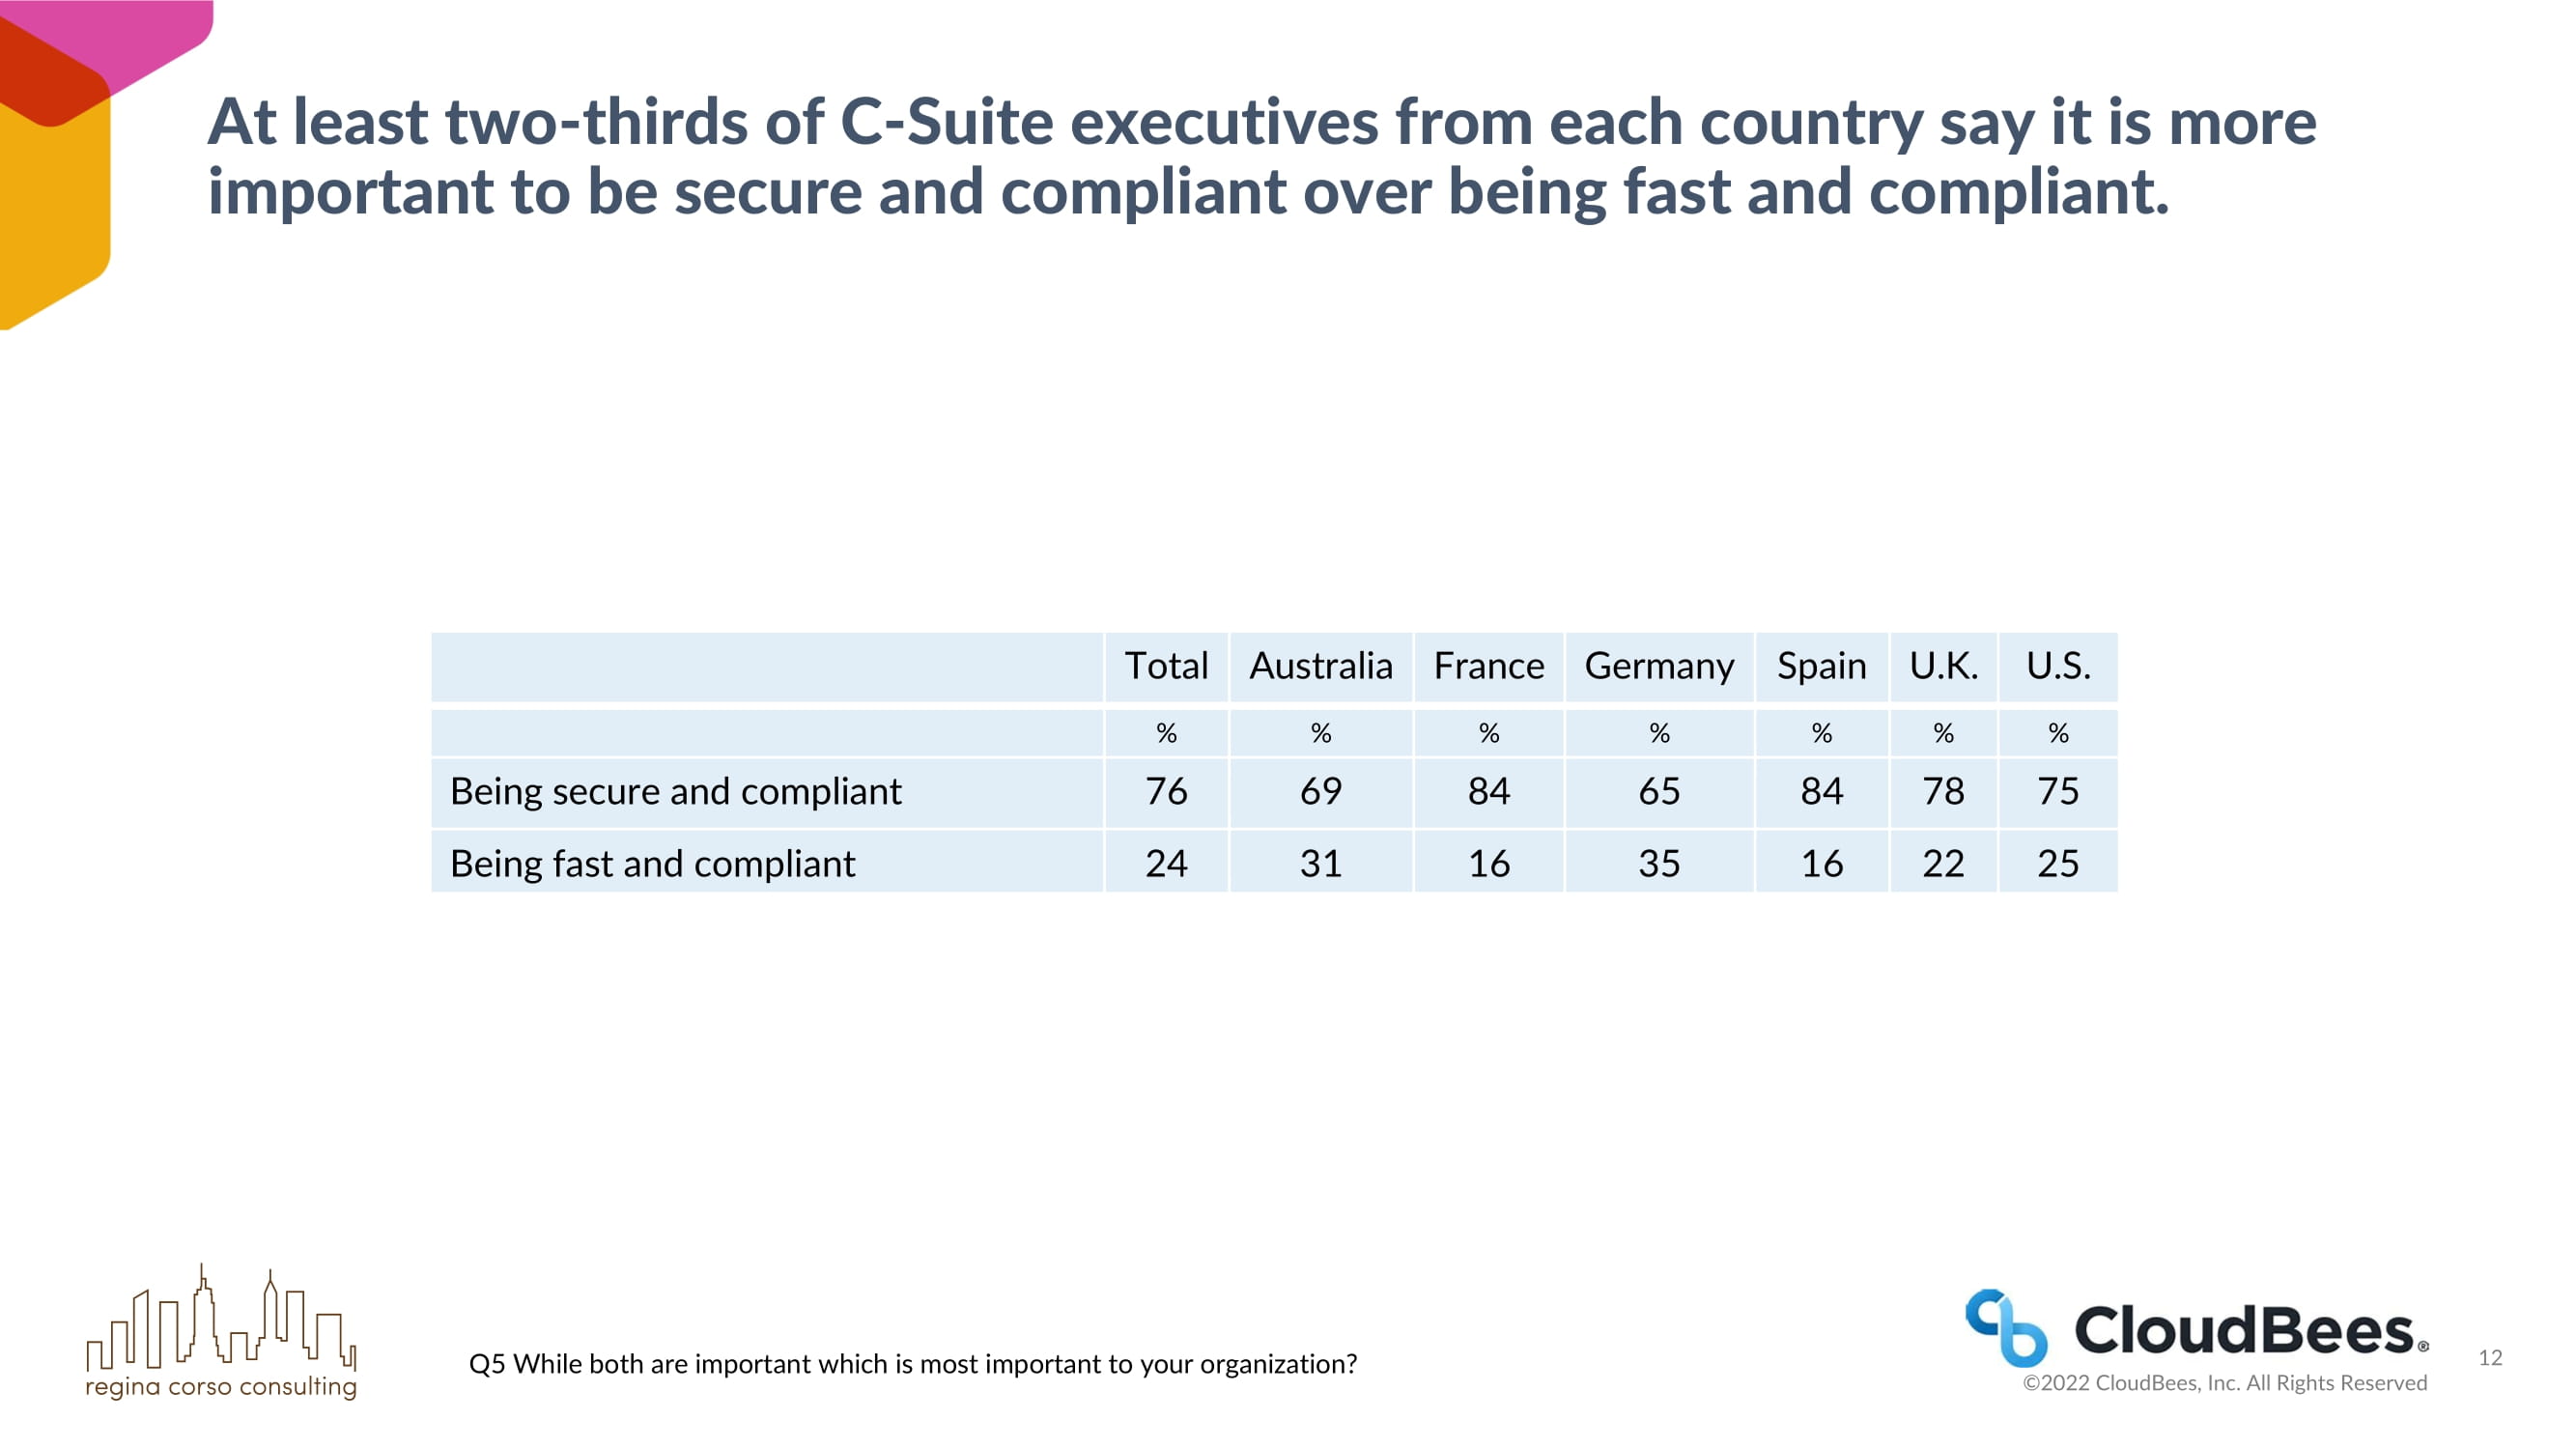 At least two-thirds of C-Suite executives from each country say it is more
important to be secure and compliant over being fast and compliant.
Total Australia France Germany Spain U.K. U.S.
% % % % % % %
Being secure and compliant 76 69 84 65 84 78 75
Being fast and compliant 24 31 16 35 16 22 25
regina corso consulting
Q5 While both are important which is most important to your organization?
CloudBees®
©2022 CloudBees, Inc. All Rights Reserved
12